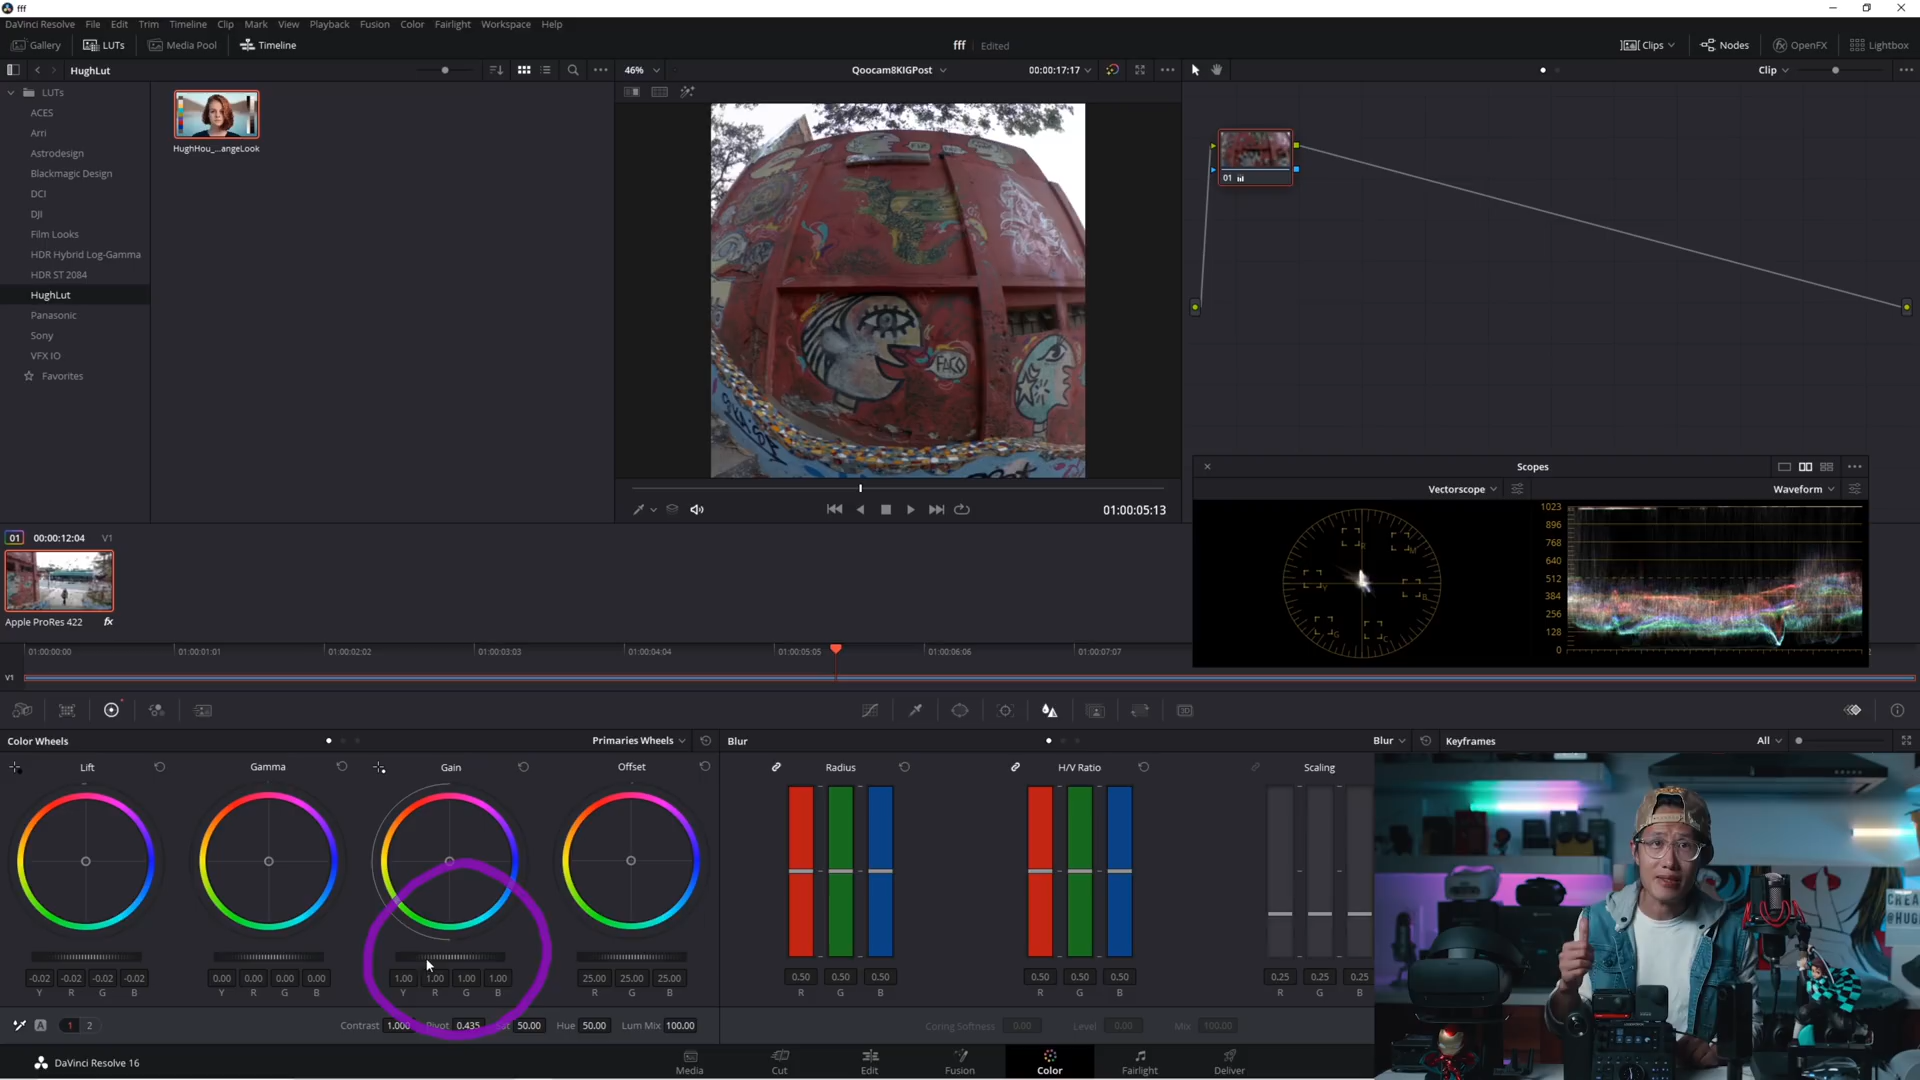 fff
DaVinci Resolve File Edit Trim Timeline Clip Mark View Playback Fusion Color Fairlight Workspace Help
Gallery LUTs Media Pool Timeline fff Edited Clips Nodes OpenFX Lightbox
HughLut 46% Qoocam8KIGPost 00:00:17:17 Clip
LUTs
ACES
Arri
Astrodesign
Blackmagic Design
DCI
DJI
Film Looks
HDR Hybrid Log-Gamma
HDR ST 2084
HughLut
Panasonic
Sony
VFX IO
Favorites
HughHou_...angeLook
FACO
01
01:00:05:13
Scopes
Vectorscope Waveform
R M B C G Y
1023
896
768
640
512
384
256
128
0
01 00:00:12:04 V1
Apple ProRes 422 fx
01:00:00:00 01:00:01:01 01:00:02:02 01:00:03:03 01:00:04:04 01:00:05:05 01:00:06:06 01:00:07:07
V1
Color Wheels Primaries Wheels Blur Blur Keyframes All
Lift Gamma Gain Offset Radius H/V Ratio Scaling
-0.02 -0.02 -0.02 -0.02 0.00 0.00 0.00 0.00 1.00 1.00 1.00 1.00 25.00 25.00 25.00 0.50 0.50 0.50 0.50 0.50 0.50 0.25 0.25 0.25
Y R G B Y R G B Y R G B R G B R G B R G B R G B
A 1 2 Contrast 1.000 Pivot 0.435 Sat 50.00 Hue 50.00 Lum Mix 100.00 Coring Softness 0.00 Level 0.00 Mix 100.00
DaVinci Resolve 16 Media Cut Edit Fusion Color Fairlight Deliver
CREA
@HUG